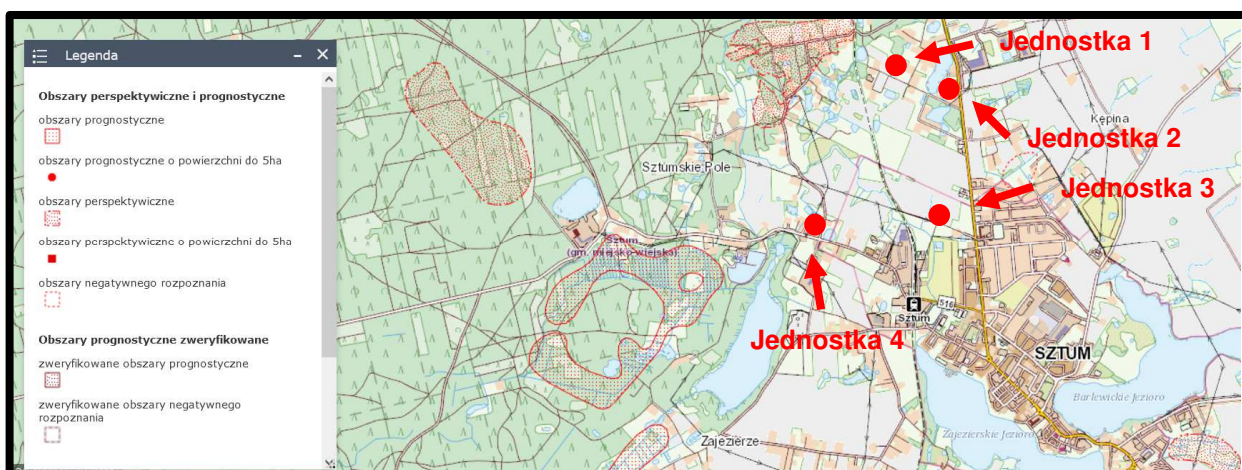 Legenda
Obszary perspektywiczne i prognostyczne
obszary prognostyczne
obszary prognostyczne o powierzchni do 5ha
obszary perspektywiczne
obszary perspektywiczne o powierzchni do 5ha
obszary negatywnego rozpoznania
Obszary prognostyczne zweryfikowane
zweryfikowane obszary prognostyczne
zweryfikowane obszary negatywnego
rozpoznania
Jednostka 1
Kępina
Jednostka 2
Sztumskie Pole
Jednostka 3
Sztum
(gm. miejsko-wiejska)
516
Sztum
Jednostka 4
SZTUM
Barlewickie Jezioro
Zajezierze
Zajezierskie Jezioro